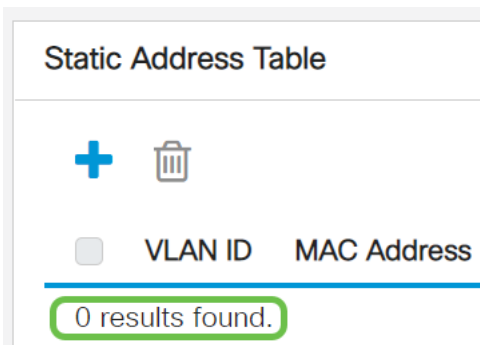 Static Address Table
VLAN ID MAC Address
0 results found.